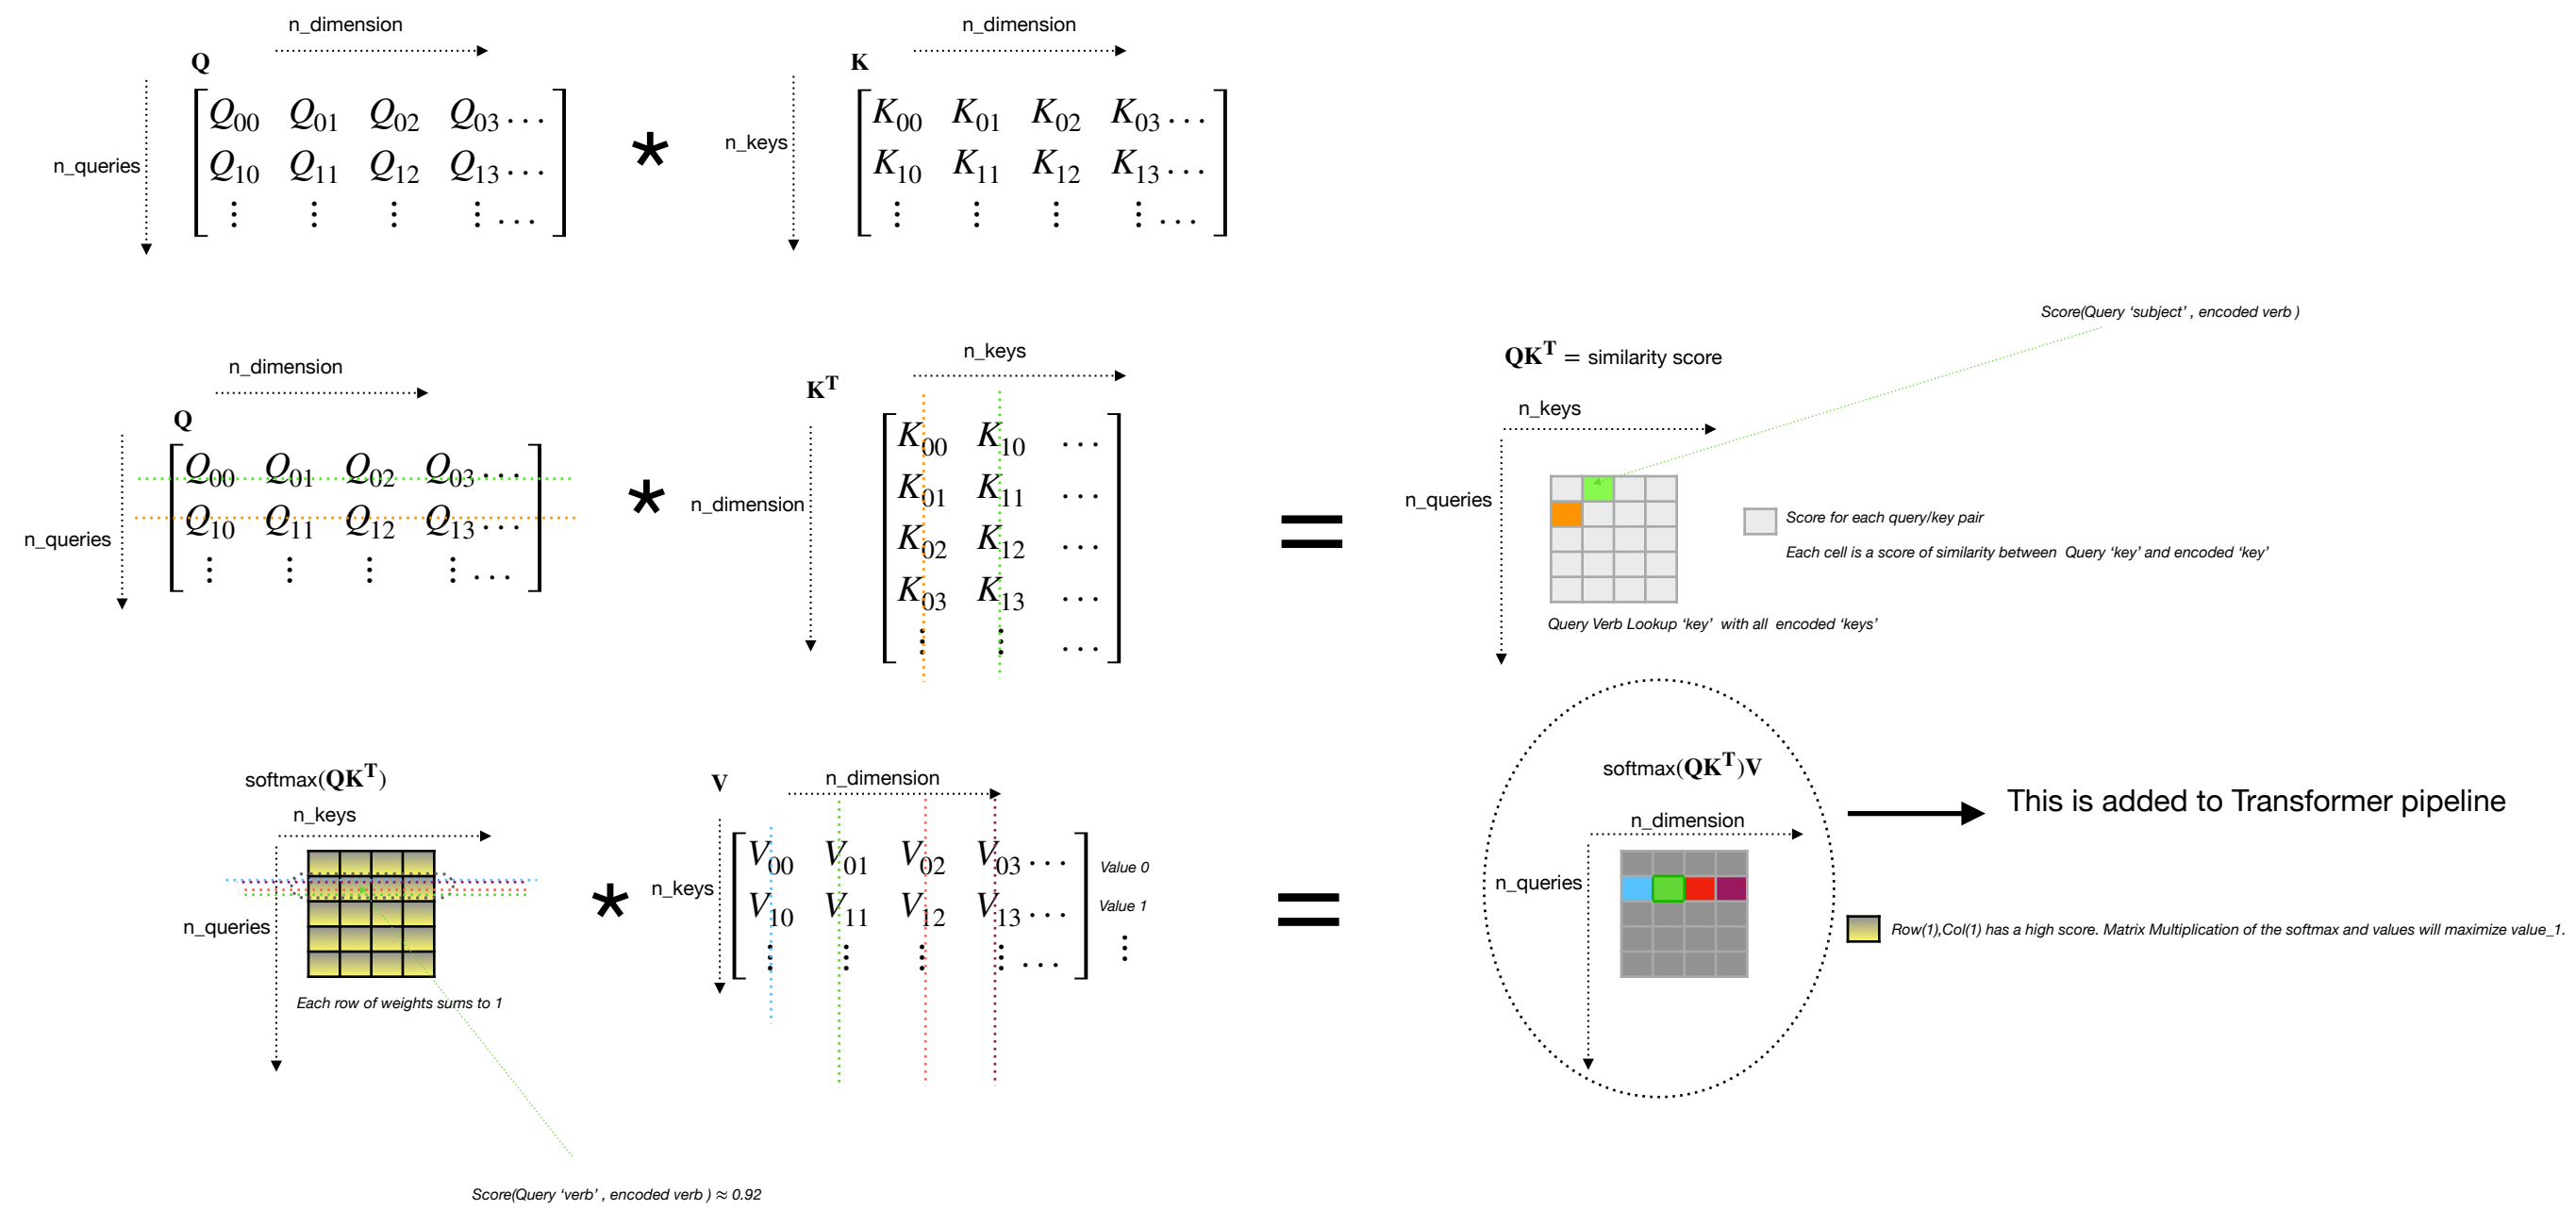 n_dimension
n_dimension
Q
K
n_queries
Q00 Q01 Q02 Q03 ...
Q10 Q11 Q12 Q13 ...
⋮ ⋮ ⋮ ⋮ ...
*
n_keys
K00 K01 K02 K03 ...
K10 K11 K12 K13 ...
⋮ ⋮ ⋮ ⋮ ...
Score(Query ‘subject’ , encoded verb )
n_dimension
Q
n_queries
Q00 Q01 Q02 Q03 ...
Q10 Q11 Q12 Q13 ...
⋮ ⋮ ⋮ ⋮ ...
*
n_keys
K^T
n_dimension
K00 K10 ...
K01 K11 ...
K02 K12 ...
K03 K13 ...
⋮ ⋮ ...
=
QK^T = similarity score
n_keys
n_queries
Score for each query/key pair
Each cell is a score of similarity between Query ‘key’ and encoded ‘key’
Query Verb Lookup ‘key’ with all encoded ‘keys’
softmax(QK^T)
n_keys
n_queries
Each row of weights sums to 1
*
V
n_dimension
n_keys
V00 V01 V02 V03 ... Value 0
V10 V11 V12 V13 ... Value 1
⋮ ⋮ ⋮ ⋮ ... ⋮
=
softmax(QK^T)V
n_dimension
n_queries
This is added to Transformer pipeline
Row(1),Col(1) has a high score. Matrix Multiplication of the softmax and values will maximize value_1.
Score(Query ‘verb’ , encoded verb ) ≈ 0.92